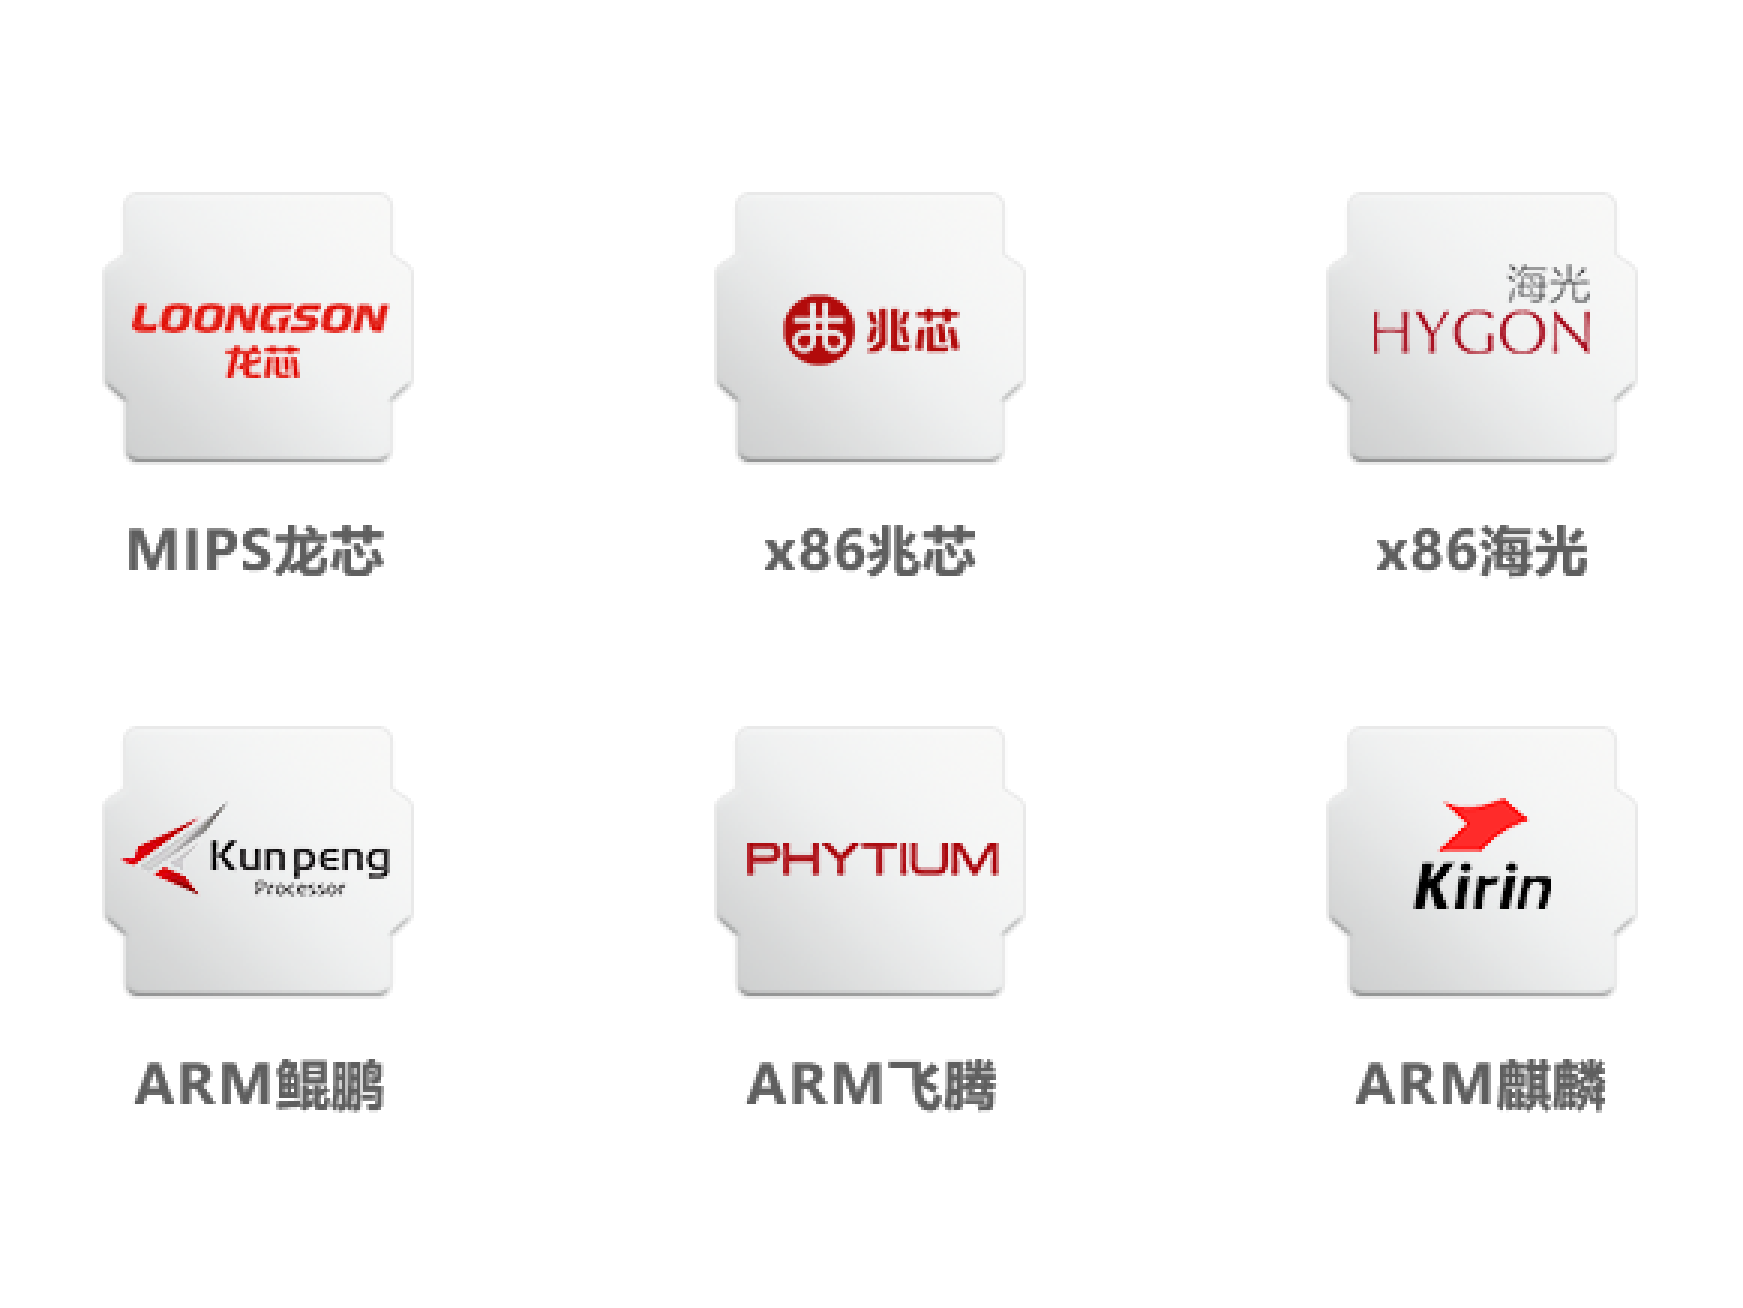 LOONGSON
龙芯
兆芯
海光
HYGON
MIPS龙芯
x86兆芯
x86海光
Kunpeng
Processor
PHYTIUM
Kirin
ARM鲲鹏
ARM飞腾
ARM麒麟